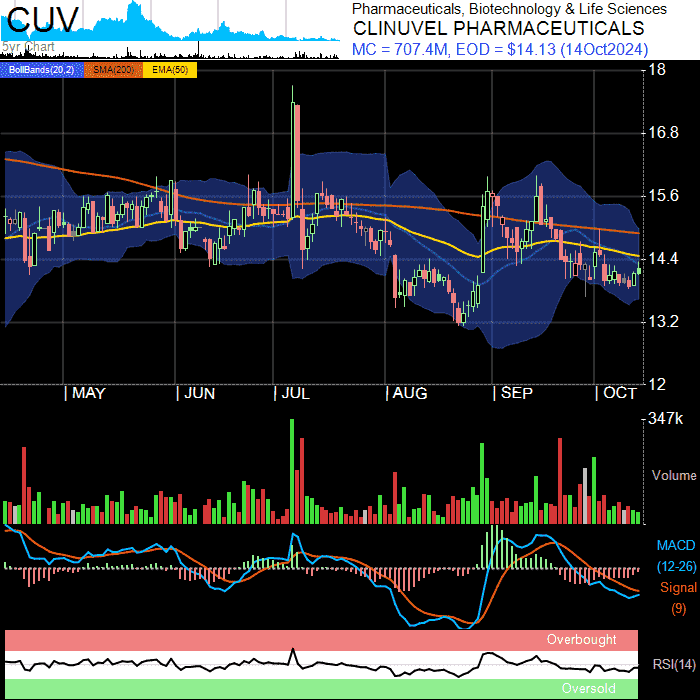 CUV
5yr Chart
Pharmaceuticals, Biotechnology & Life Sciences
CLINUVEL PHARMACEUTICALS
MC = 707.4M, EOD = $14.13 (14Oct2024)
BollBands(20,2) SMA(200) EMA(50)
18
16.8
15.6
14.4
13.2
12
MAY JUN JUL AUG SEP OCT
347k
Volume
MACD
(12-26)
Signal
(9)
Overbought
RSI(14)
Oversold